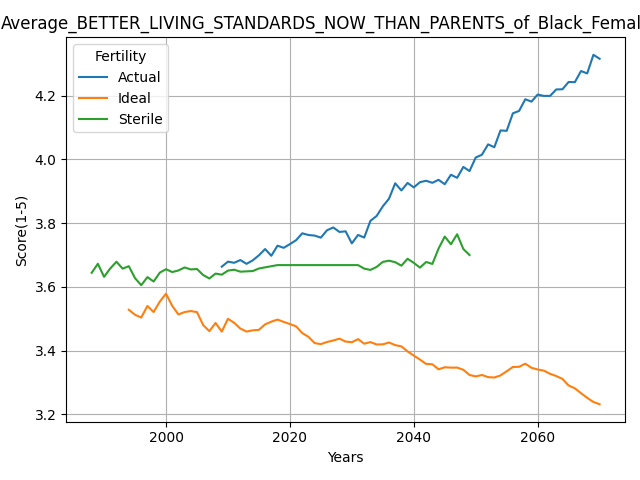 Average_BETTER_LIVING_STANDARDS_NOW_THAN_PARENTS_of_Black_Femal
Fertility
Actual
Ideal
Sterile
Score(1-5)
4.2
4.0
3.8
3.6
3.4
3.2
2000 2020 2040 2060
Years